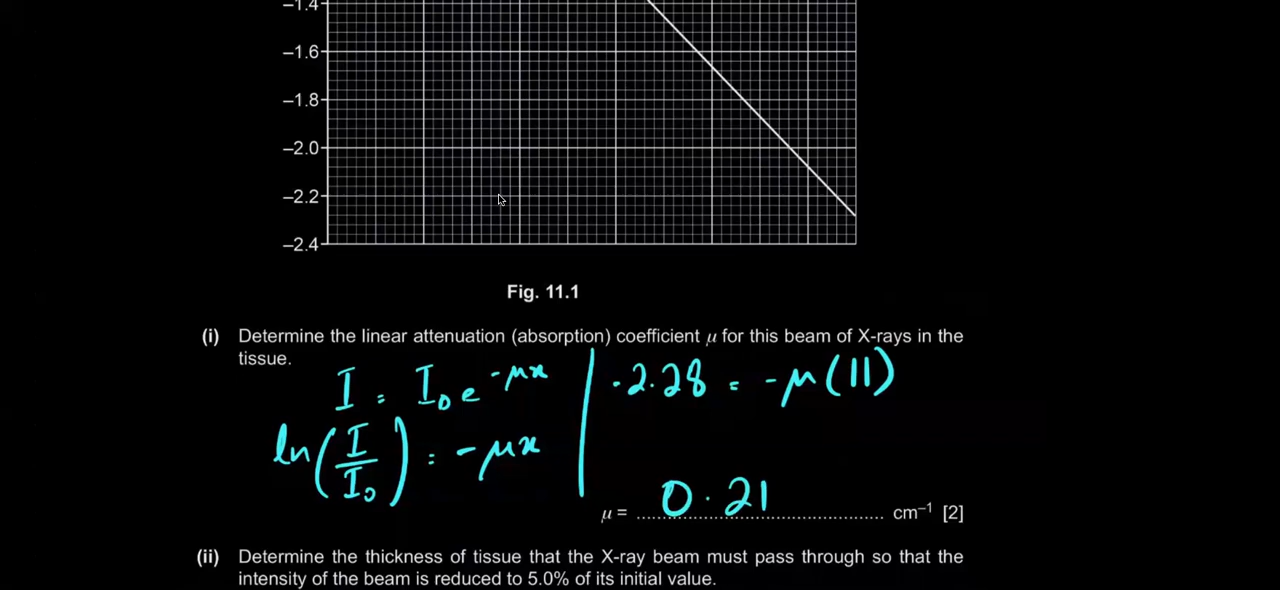 –1.4
–1.6
–1.8
–2.0
–2.2
–2.4
Fig. 11.1
(i) Determine the linear attenuation (absorption) coefficient μ for this beam of X-rays in the
tissue.
I = I₀e^(-μx)
ln(I/I₀) = -μx
-2.28 = -μ(11)
0.21
μ = ............................................... cm⁻¹ [2]
(ii) Determine the thickness of tissue that the X-ray beam must pass through so that the
intensity of the beam is reduced to 5.0% of its initial value.